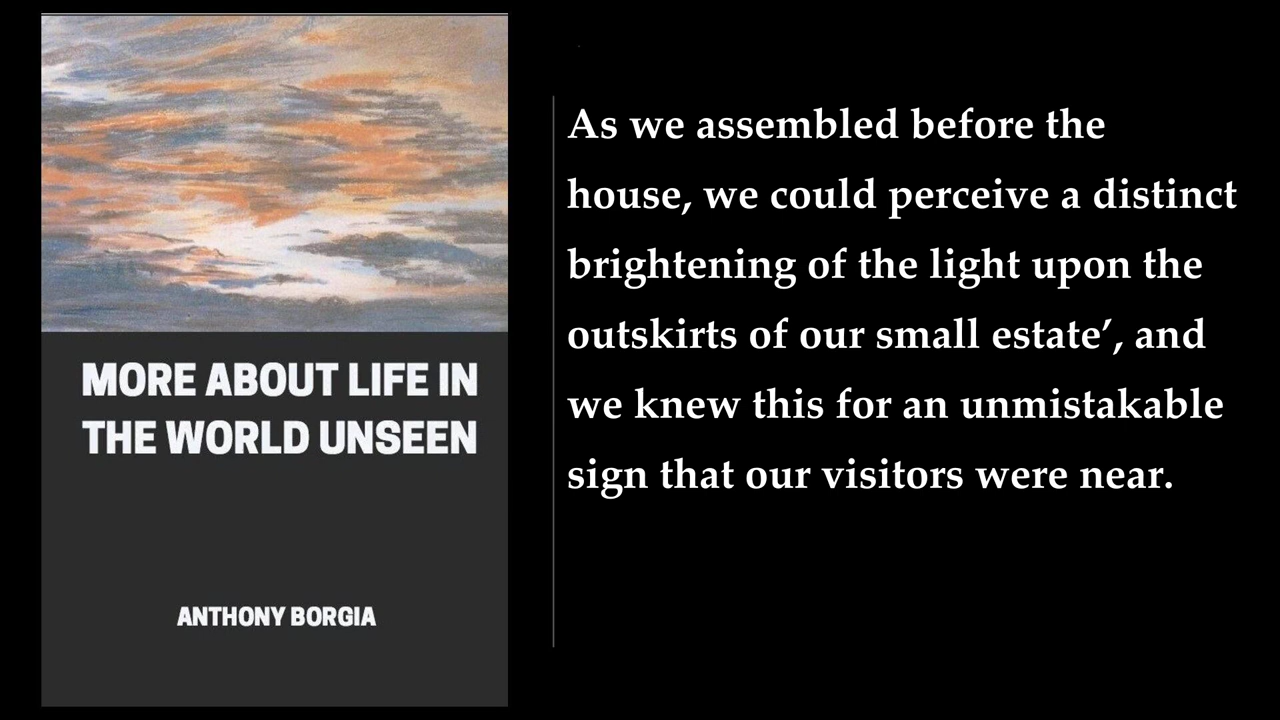 MORE ABOUT LIFE IN
THE WORLD UNSEEN
ANTHONY BORGIA
As we assembled before the
house, we could perceive a distinct
brightening of the light upon the
outskirts of our small estate’, and
we knew this for an unmistakable
sign that our visitors were near.